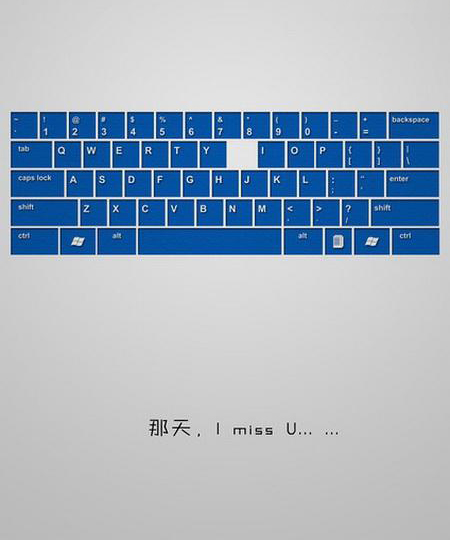 ~ ! @ # $ % ^ & * ( ) – + backspace
` 1 2 3 4 5 6 7 8 9 0 - =
tab Q W E R T Y I O P { } |
[ ] \
caps lock A S D F G H J K L : " enter
; '
shift Z X C V B N M < > ? shift
, . /
ctrl alt alt ctrl
那天，I miss U... ...